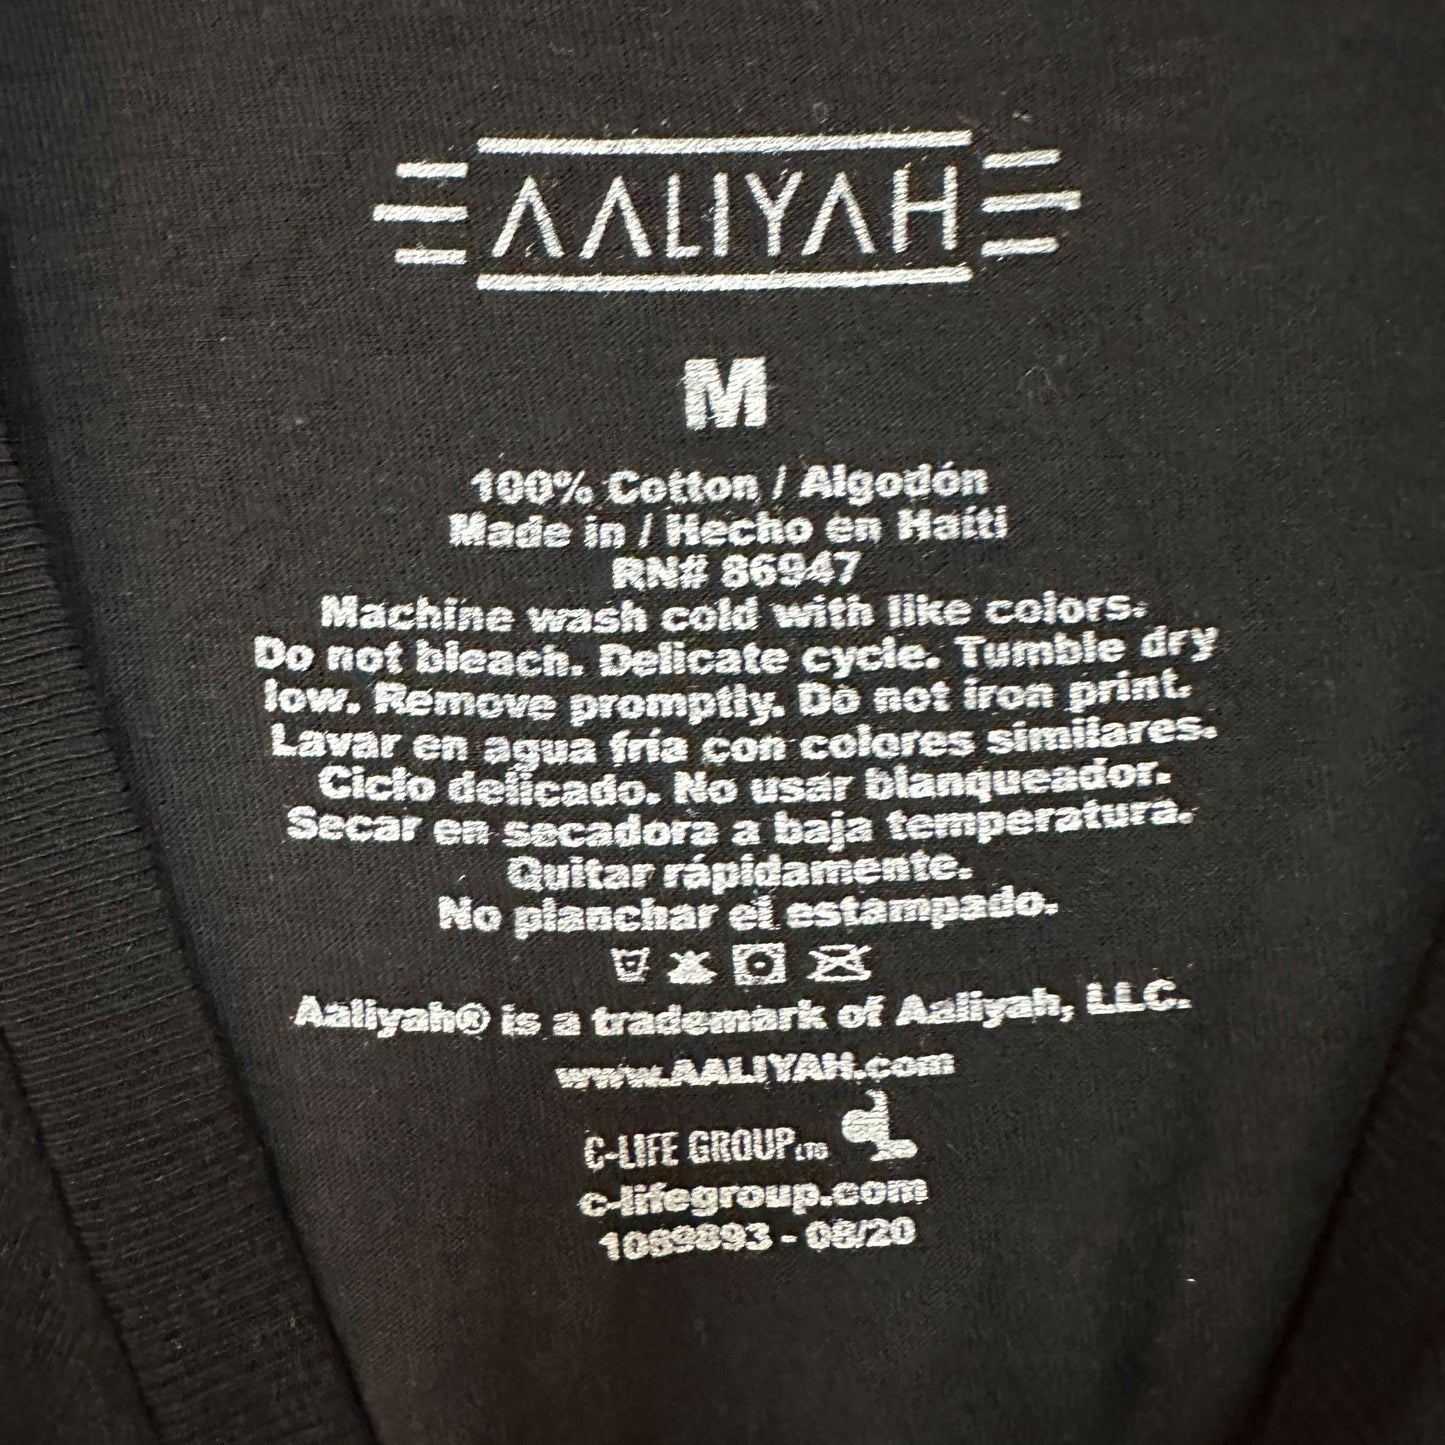 AALIYAH
M
100% Cotton / Algodón
Made in / Hecho en Haíti
RN# 86947
Machine wash cold with like colors.
Do not bleach. Delicate cycle. Tumble dry
low. Remove promptly. Do not iron print.
Lavar en agua fría con colores similares.
Ciclo delicado. No usar blanqueador.
Secar en secadora a baja temperatura.
Quitar rápidamente.
No planchar el estampado.
Aaliyah® is a trademark of Aaliyah, LLC.
www.AALIYAH.com
C-LIFE GROUP LTD
c-lifegroup.com
1089893 - 08/20